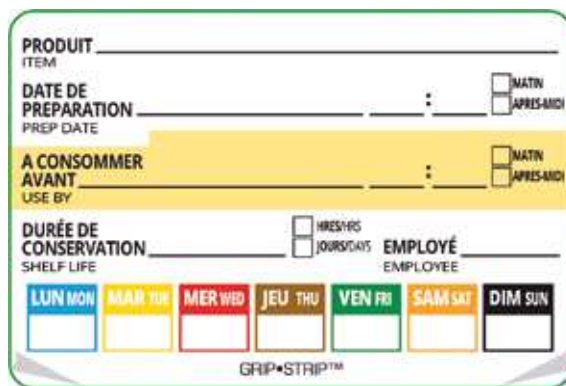 PRODUIT
ITEM
DATE DE
PREPARATION : MATIN
APRES-MIDI
PREP DATE
A CONSOMMER
AVANT : MATIN
APRES-MIDI
USE BY
DURÉE DE
CONSERVATION HRES/HRS
JOURS/DAYS EMPLOYÉ
SHELF LIFE EMPLOYEE
LUN MON MAR TUE MER WED JEU THU VEN FRI SAM SAT DIM SUN
GRIP•STRIP™